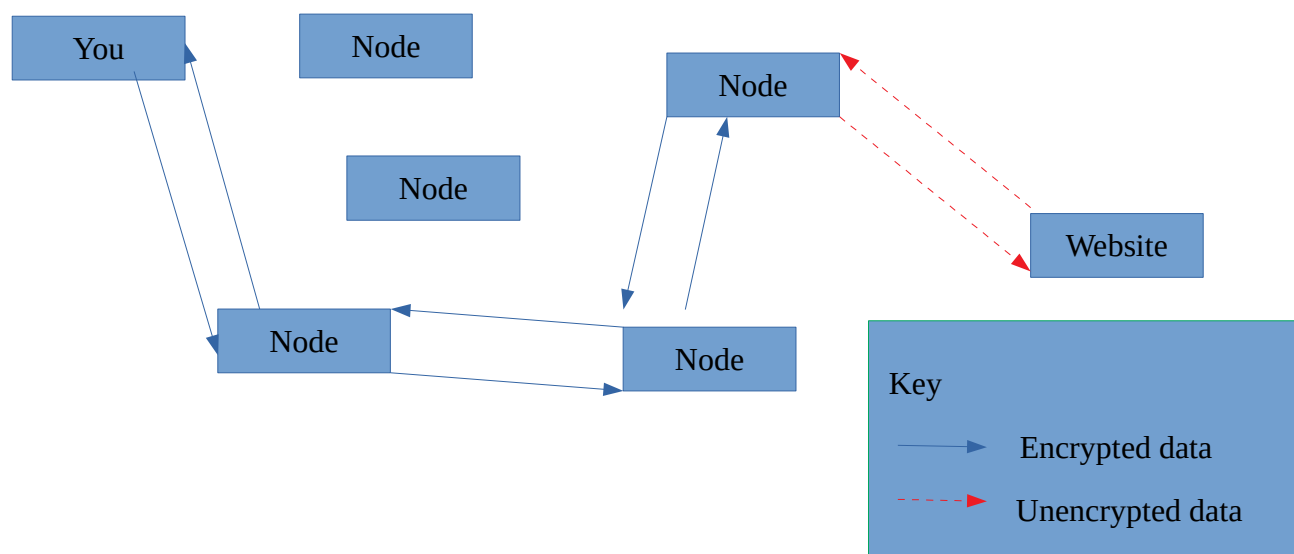 You
Node
Node
Node
Website
Node
Node
Key
Encrypted data
Unencrypted data